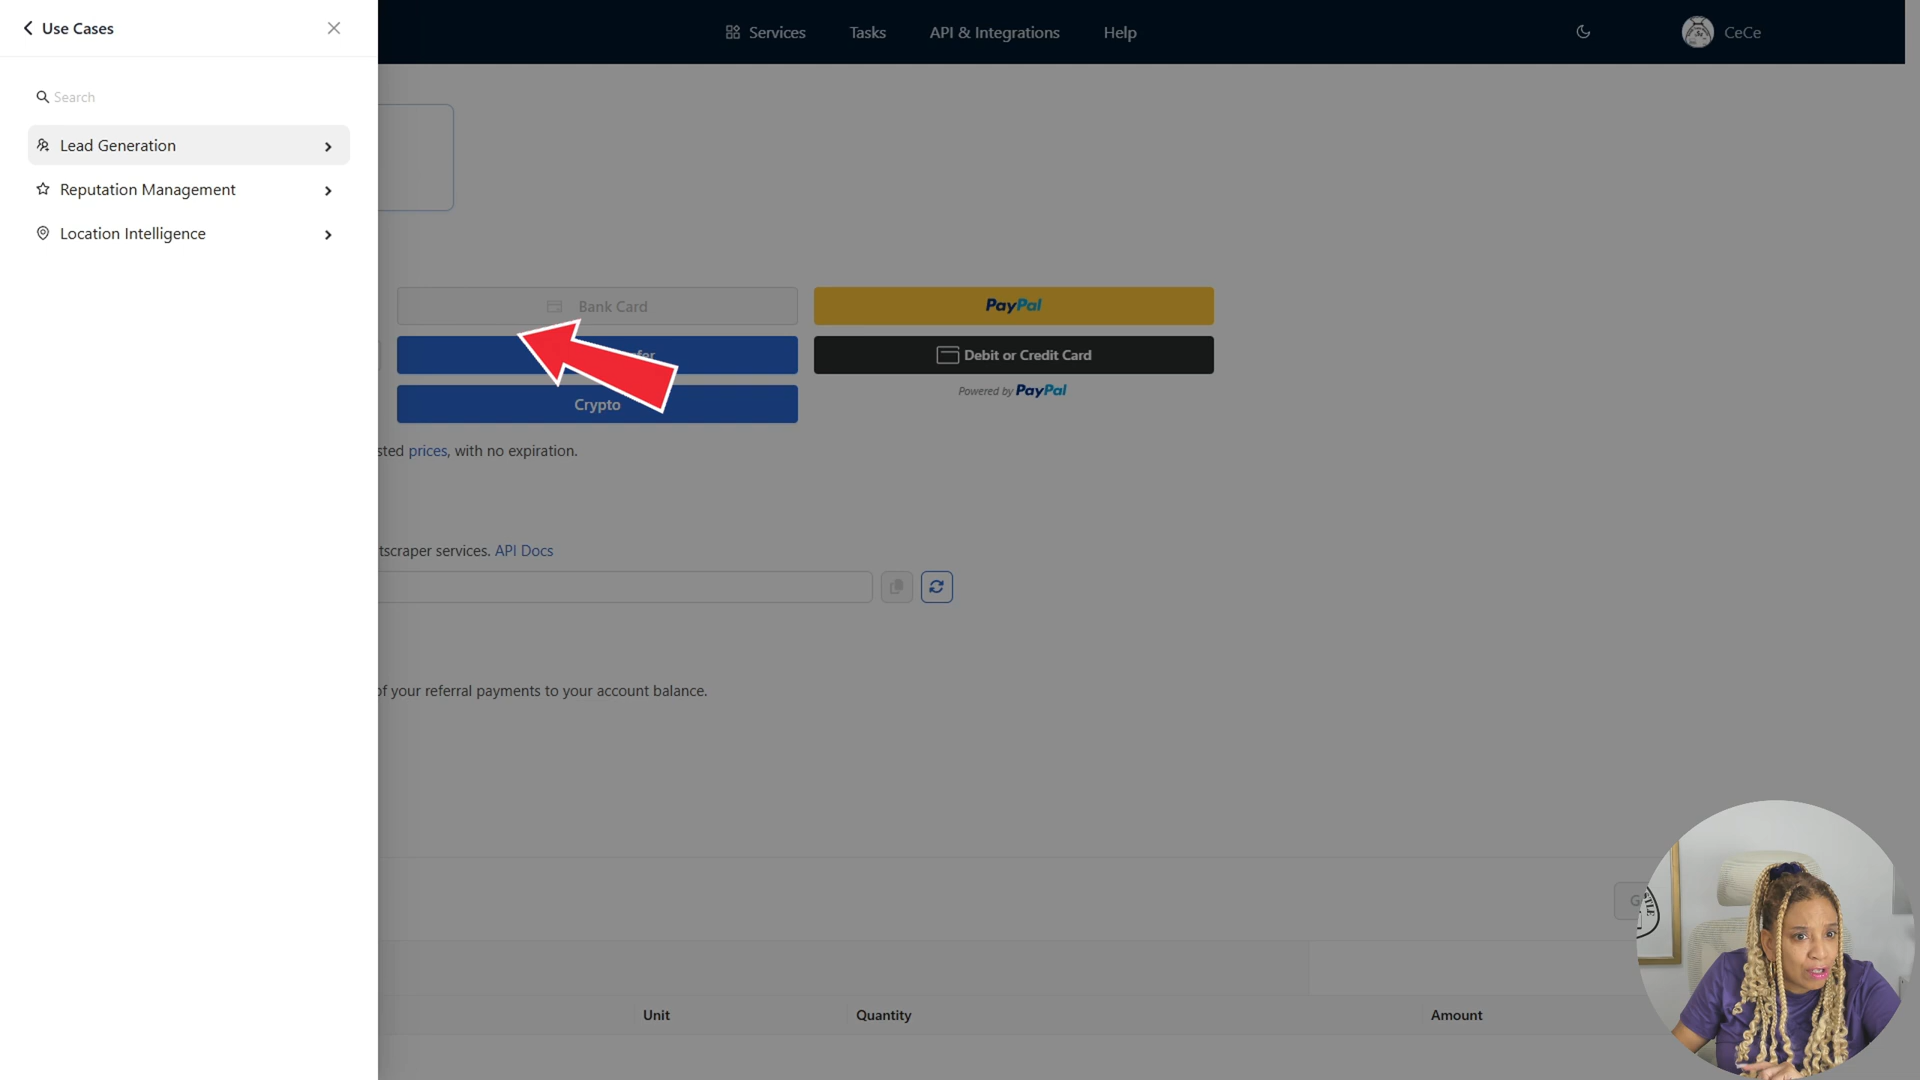 Use Cases
Services
Tasks
API & Integrations
Help
CeCe
Search
Lead Generation
Reputation Management
Location Intelligence
Bank Card
PayPal
Debit or Credit Card
Powered by PayPal
Crypto
sted prices, with no expiration.
tscraper services. API Docs
of your referral payments to your account balance.
Unit
Quantity
Amount